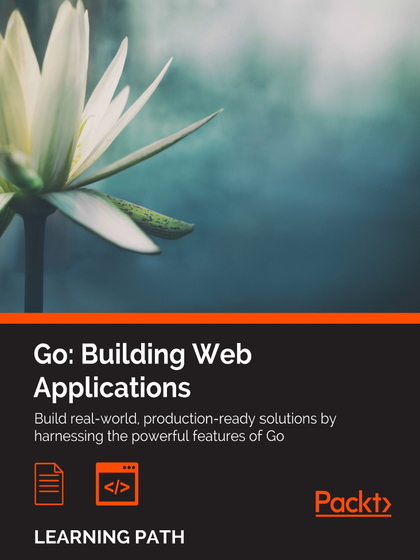 Go: Building Web
Applications
Build real-world, production-ready solutions by
harnessing the powerful features of Go
</>
Packt>
LEARNING PATH